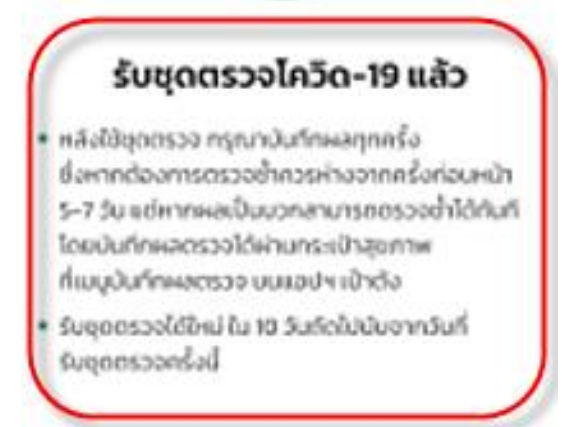 รับชุดตรวจโควิด-19 แล้ว
• หลังใช้ชุดตรวจ กรุณาบันทึกผลทุกครั้ง
ซึ่งหากต้องการตรวจซ้ำควรห่างจากครั้งก่อนหน้า
5-7 วัน แต่หากผลเป็นบวกสามารถตรวจซ้ำได้ทันที
โดยบันทึกผลตรวจได้ผ่านกระเป๋าสุขภาพ
ที่เมนูบันทึกผลตรวจ บนแอปฯ เป๋าตัง
• รับชุดตรวจได้ใหม่ ใน 10 วันถัดไปนับจากวันที่
รับชุดตรวจครั้งนี้